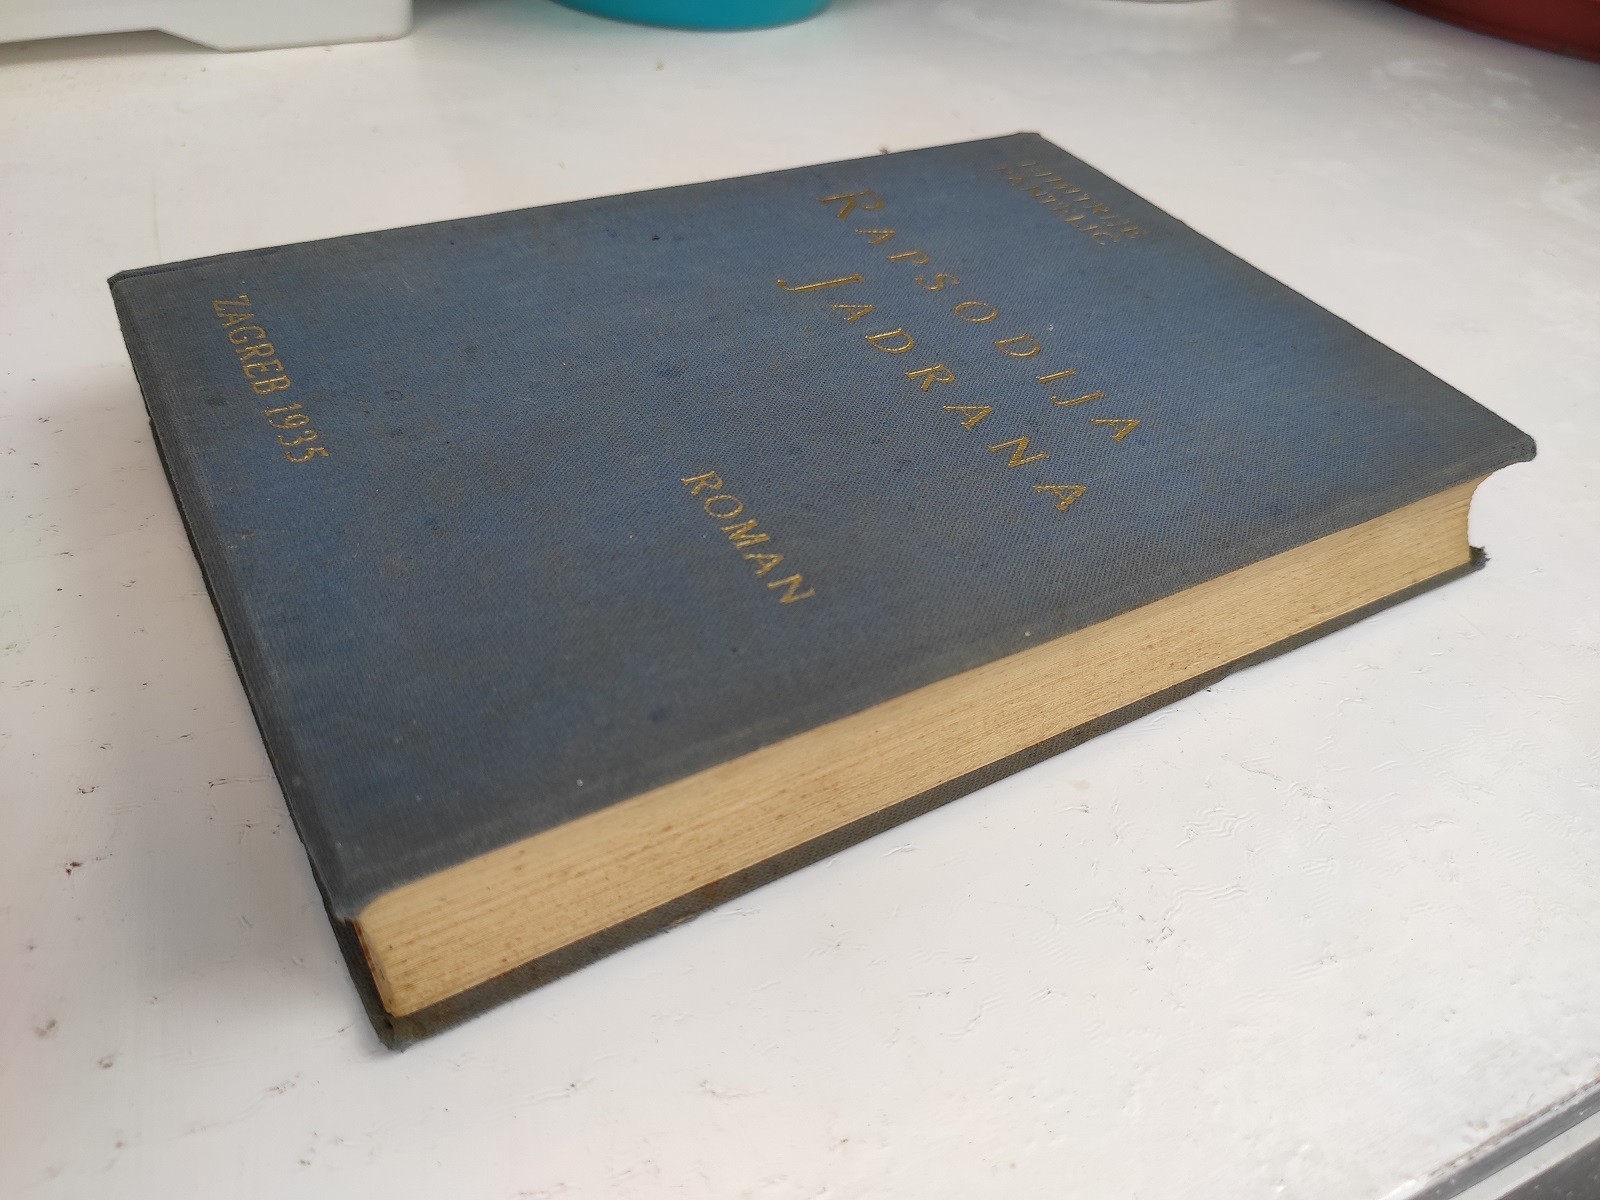 RAPSODIJA
JADRANA
ROMAN
ZAGREB 1935